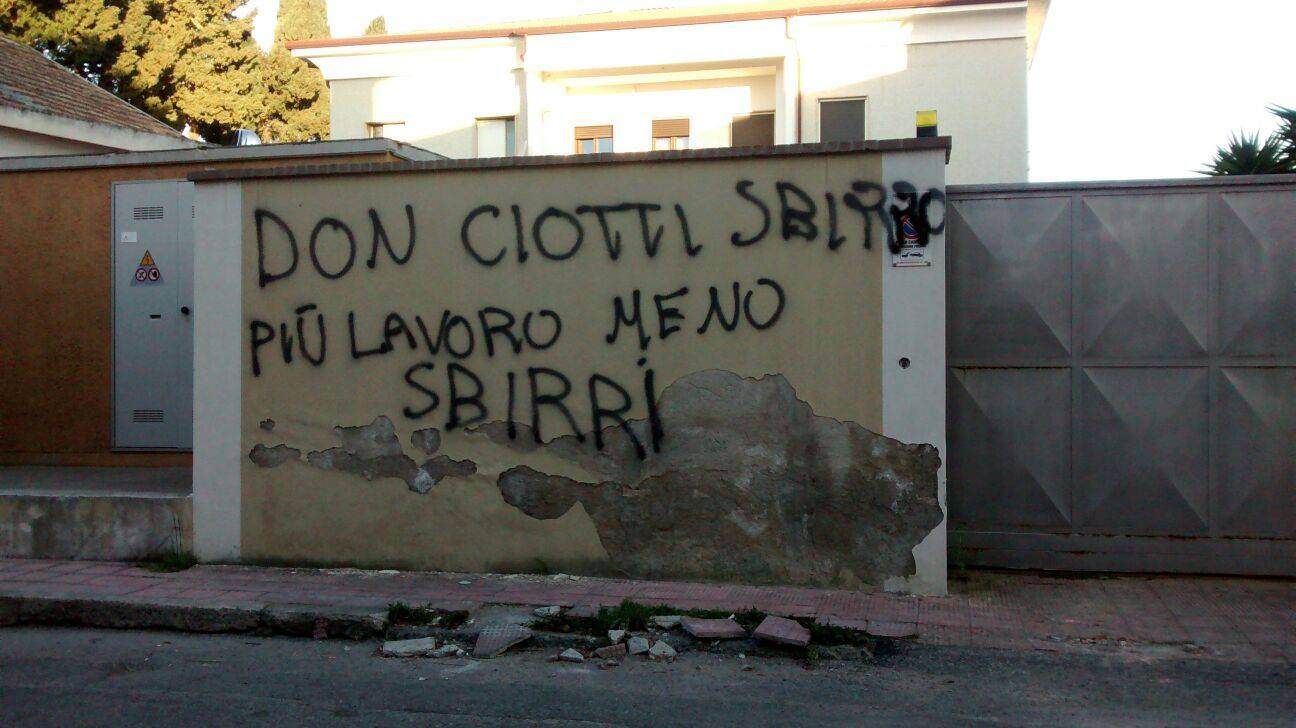 DON CIOTTI SBIRRO
PIÙ LAVORO MENO
SBIRRI